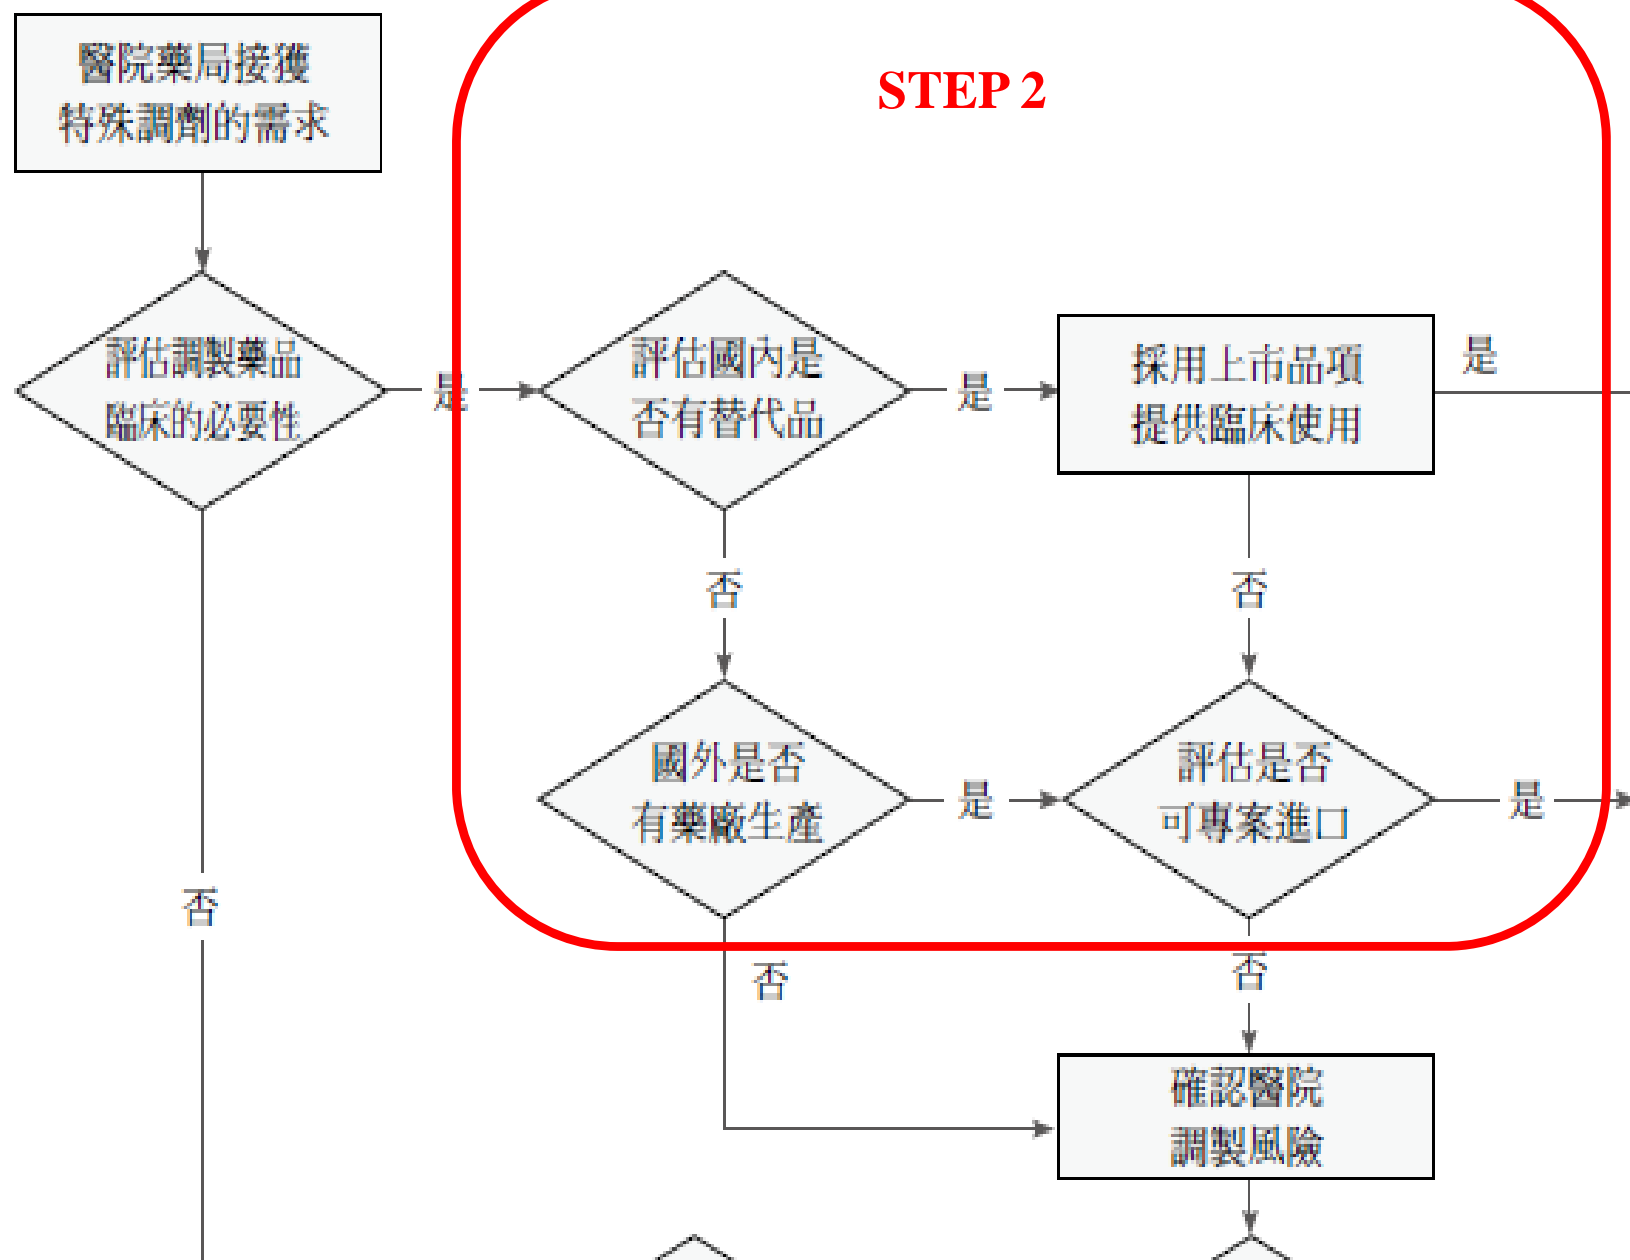 醫院藥局接獲
特殊調劑的需求
STEP 2
評估調製藥品
臨床的必要性
是
評估國內是
否有替代品
是
採用上市品項
提供臨床使用
是
否
否
國外是否
有藥廠生產
是
評估是否
可專案進口
是
否
否
否
確認醫院
調製風險